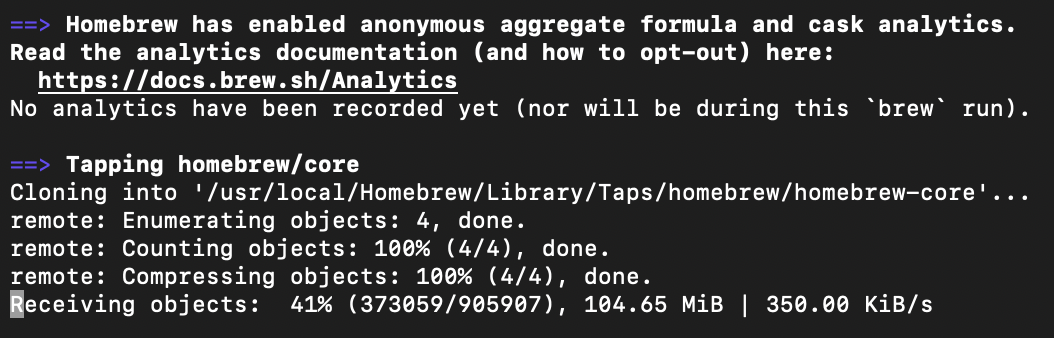 ==> Homebrew has enabled anonymous aggregate formula and cask analytics.
Read the analytics documentation (and how to opt-out) here:
  https://docs.brew.sh/Analytics
No analytics have been recorded yet (nor will be during this `brew` run).

==> Tapping homebrew/core
Cloning into '/usr/local/Homebrew/Library/Taps/homebrew/homebrew-core'...
remote: Enumerating objects: 4, done.
remote: Counting objects: 100% (4/4), done.
remote: Compressing objects: 100% (4/4), done.
Receiving objects:  41% (373059/905907), 104.65 MiB | 350.00 KiB/s